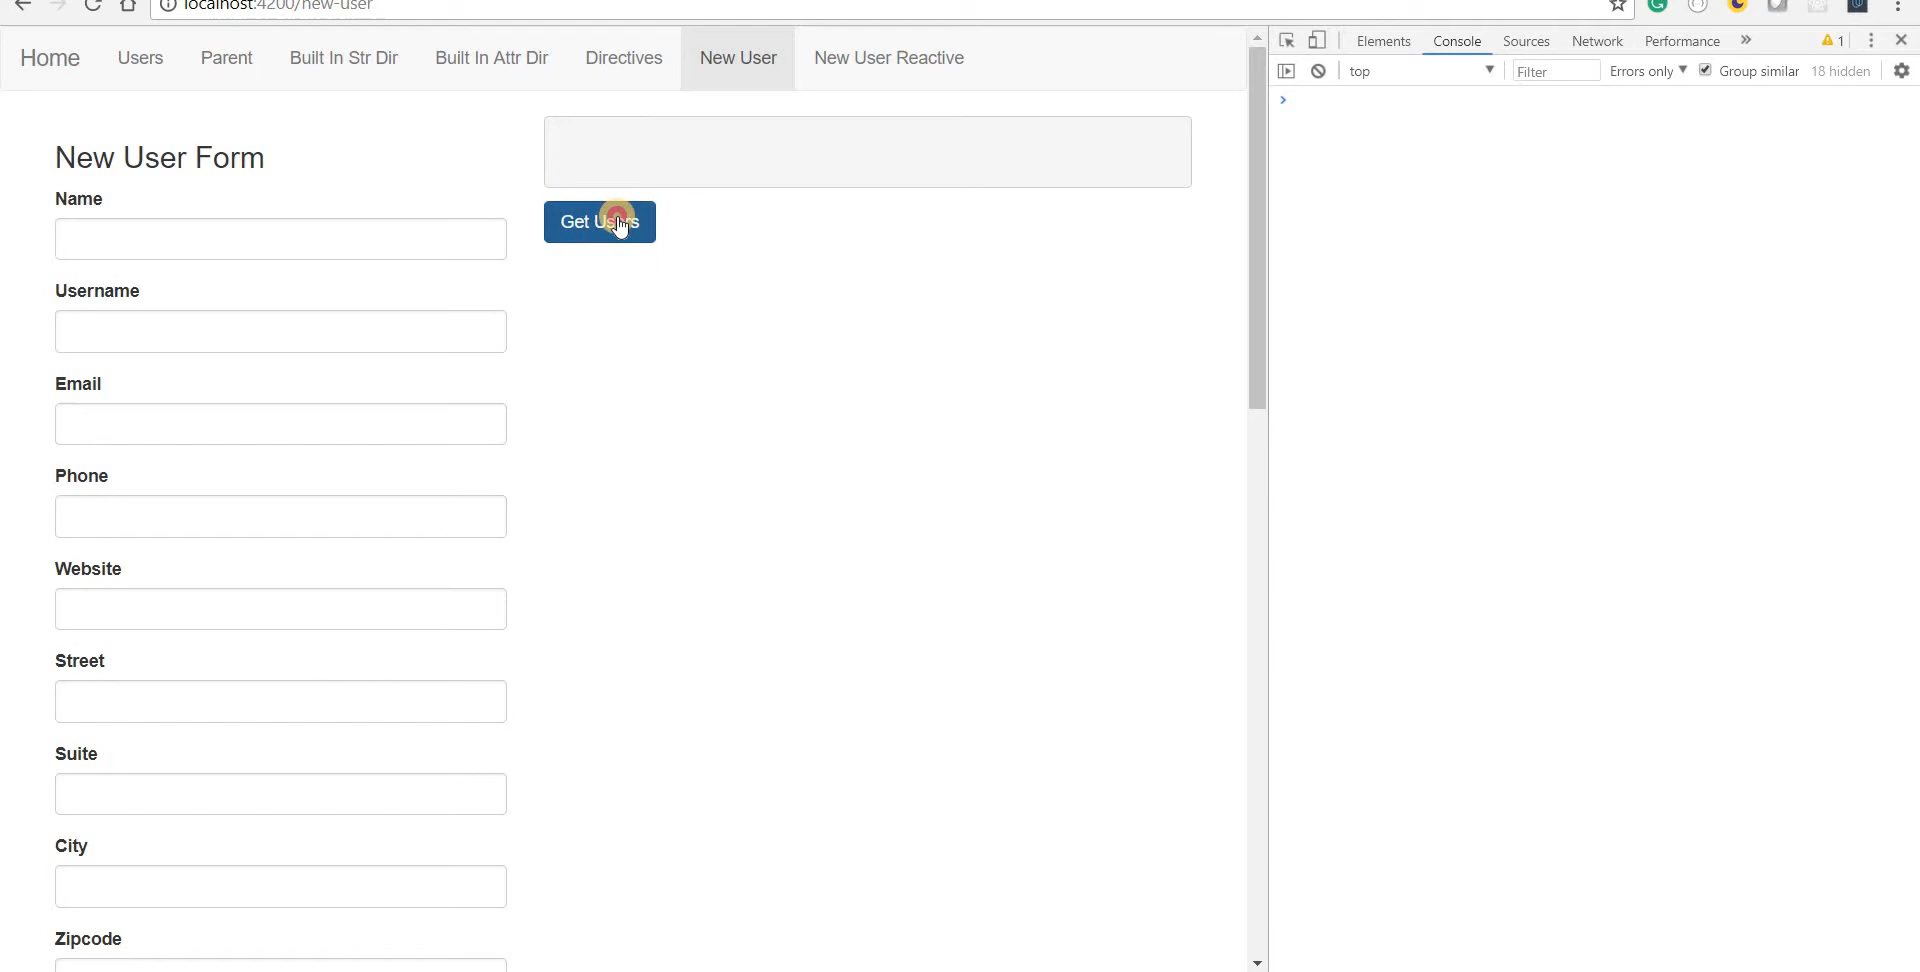 localhost:4200/new-user
Home Users Parent Built In Str Dir Built In Attr Dir Directives New User New User Reactive
Elements Console Sources Network Performance » 1
top Filter Errors only Group similar 18 hidden
New User Form
Name
Get Users
Username
Email
Phone
Website
Street
Suite
City
Zipcode